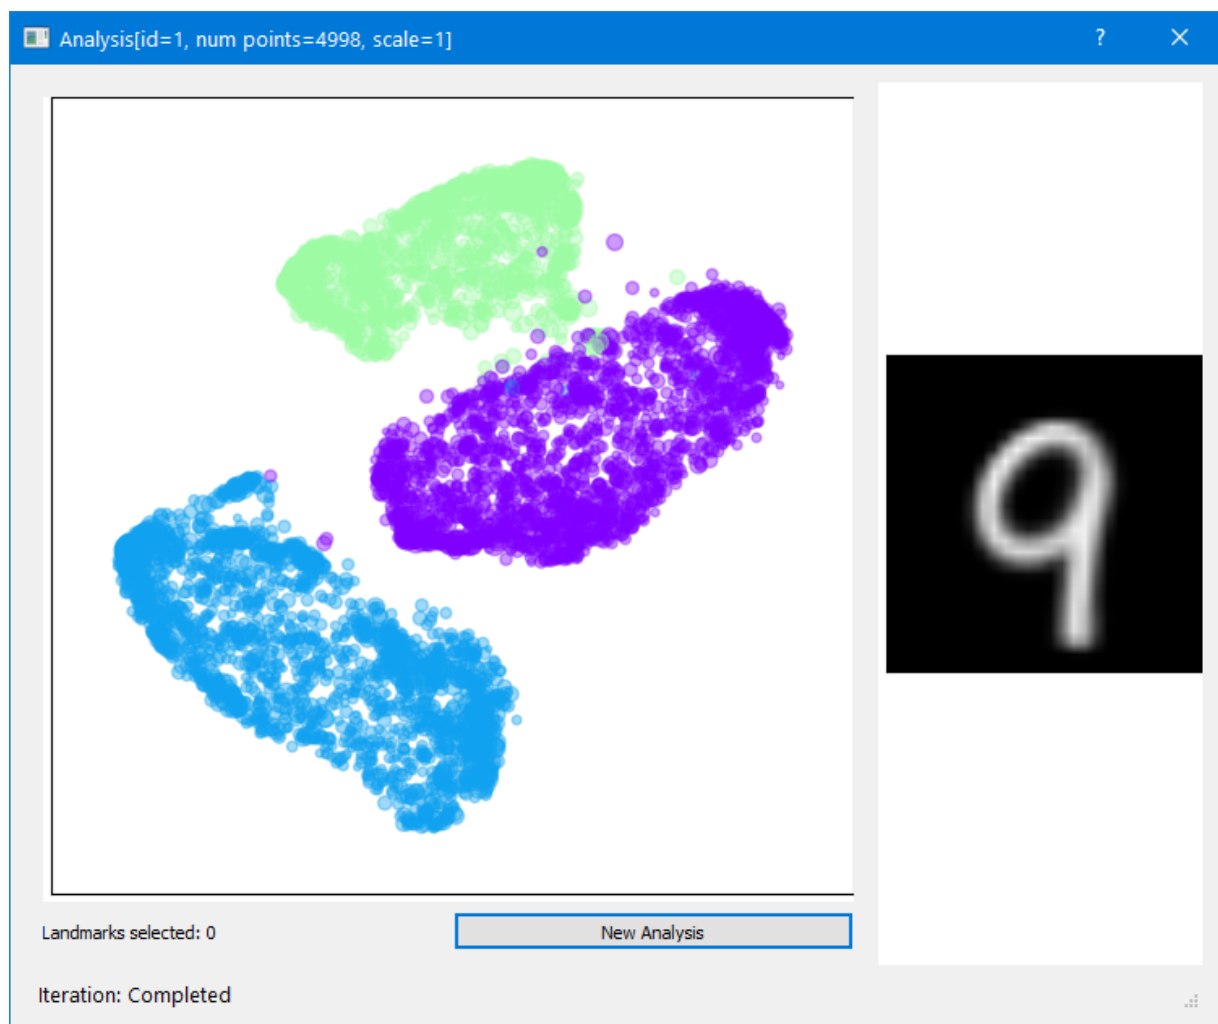 Analysis[id=1, num points=4998, scale=1]
?
9
Landmarks selected: 0
New Analysis
Iteration: Completed